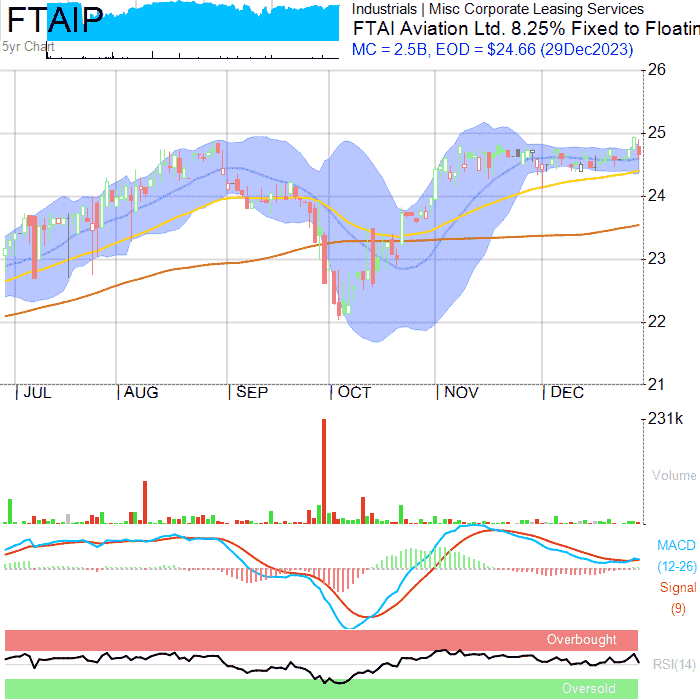 FTAIP
5yr Chart
Industrials | Misc Corporate Leasing Services
FTAI Aviation Ltd. 8.25% Fixed to Floatin
MC = 2.5B, EOD = $24.66 (29Dec2023)
26
25
24
23
22
21
JUL AUG SEP OCT NOV DEC
231k
Volume
MACD
(12-26)
Signal
(9)
Overbought
RSI(14)
Oversold